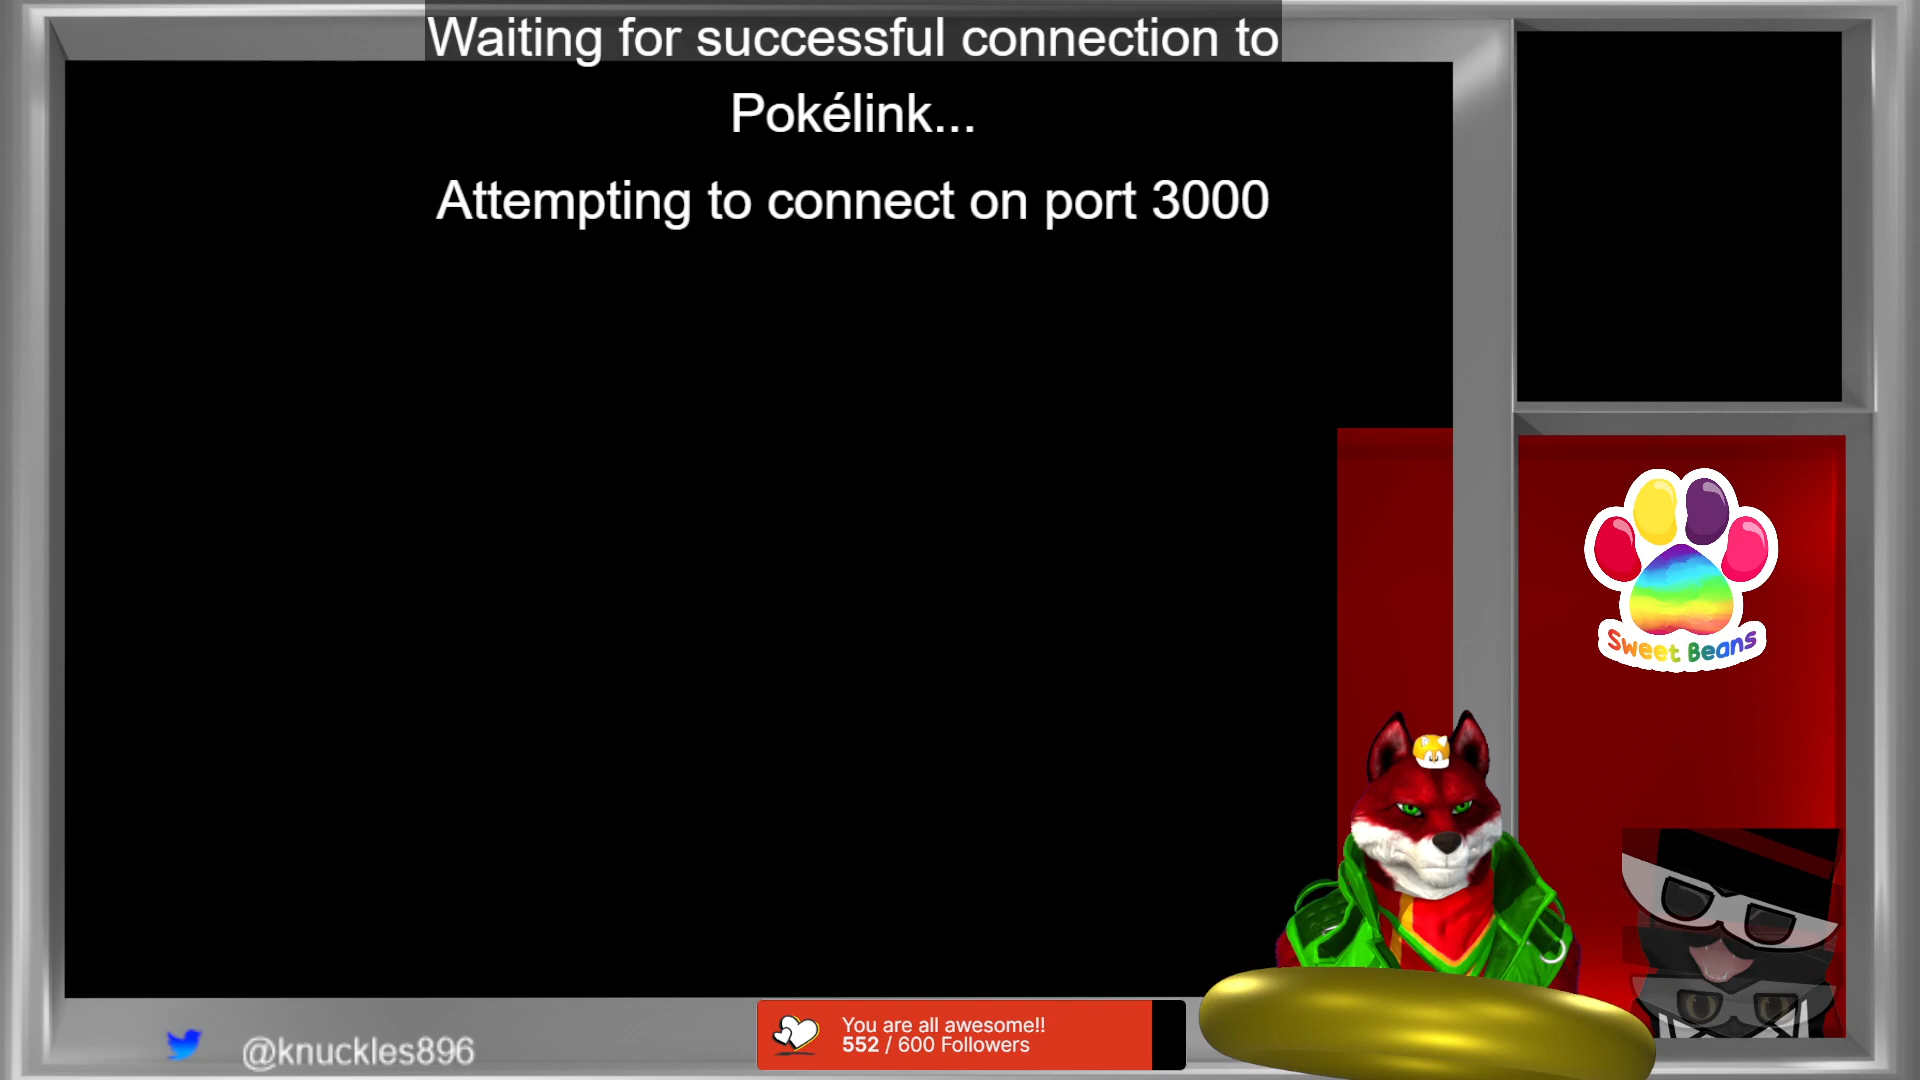 Waiting for successful connection to
Pokélink...
Attempting to connect on port 3000
Sweet Beans
@knuckles896
You are all awesome!!
552 / 600 Followers